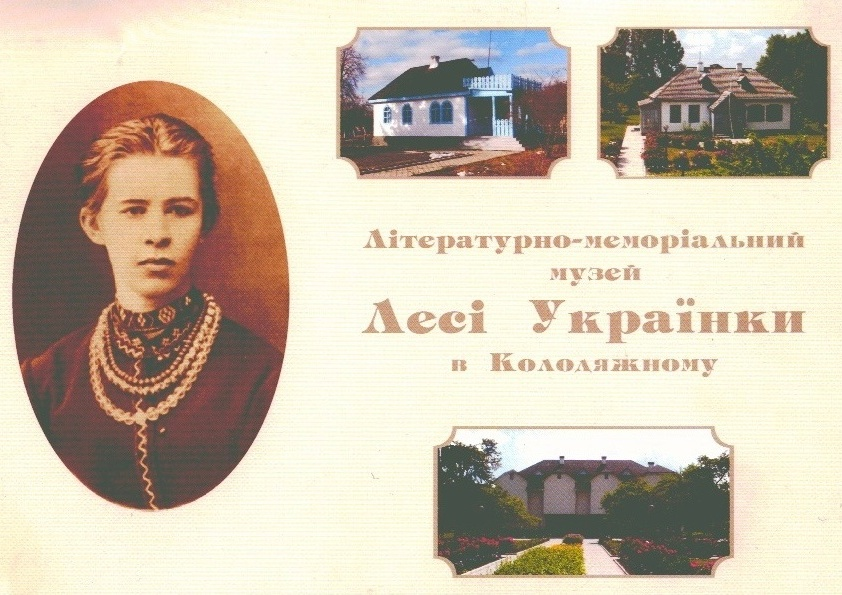 Літературно-меморіальний
музей
Лесі Українки
в Колодяжному